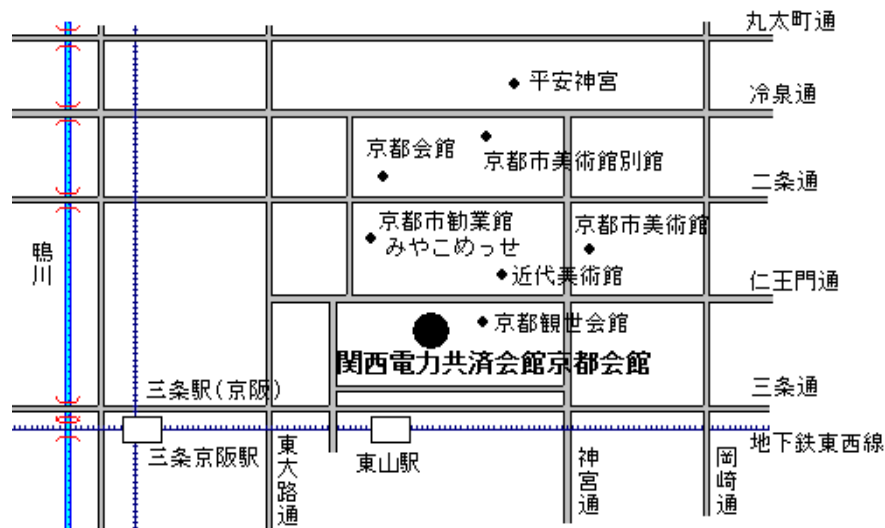 丸太町通
平安神宮
冷泉通
京都会館
京都市美術館別館
二条通
京都市勧業館
みやこめっせ
京都市美術館
鴨川
近代美術館
仁王門通
京都観世会館
関西電力共済会館京都会館
三条駅(京阪)
三条通
三条京阪駅
東山駅
地下鉄東西線
東大路通
神宮通
岡崎通